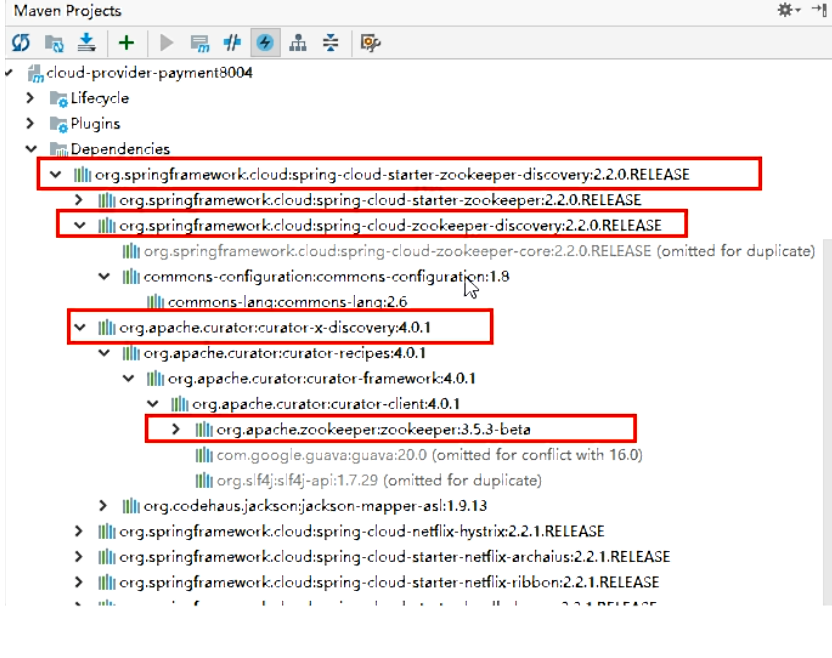 Maven Projects
cloud-provider-payment8004
Lifecycle
Plugins
Dependencies
org.springframework.cloud:spring-cloud-starter-zookeeper-discovery:2.2.0.RELEASE
org.springframework.cloud:spring-cloud-starter-zookeeper:2.2.0.RELEASE
org.springframework.cloud:spring-cloud-zookeeper-discovery:2.2.0.RELEASE
org.springframework.cloud:spring-cloud-zookeeper-core:2.2.0.RELEASE (omitted for duplicate)
commons-configuration:commons-configuration:1.8
commons-lang:commons-lang:2.6
org.apache.curator:curator-x-discovery:4.0.1
org.apache.curator:curator-recipes:4.0.1
org.apache.curator:curator-framework:4.0.1
org.apache.curator:curator-client:4.0.1
org.apache.zookeeper:zookeeper:3.5.3-beta
com.google.guava:guava:20.0 (omitted for conflict with 16.0)
org.slf4j:slf4j-api:1.7.29 (omitted for duplicate)
org.codehaus.jackson:jackson-mapper-asl:1.9.13
org.springframework.cloud:spring-cloud-netflix-hystrix:2.2.1.RELEASE
org.springframework.cloud:spring-cloud-starter-netflix-archaius:2.2.1.RELEASE
org.springframework.cloud:spring-cloud-starter-netflix-ribbon:2.2.1.RELEASE